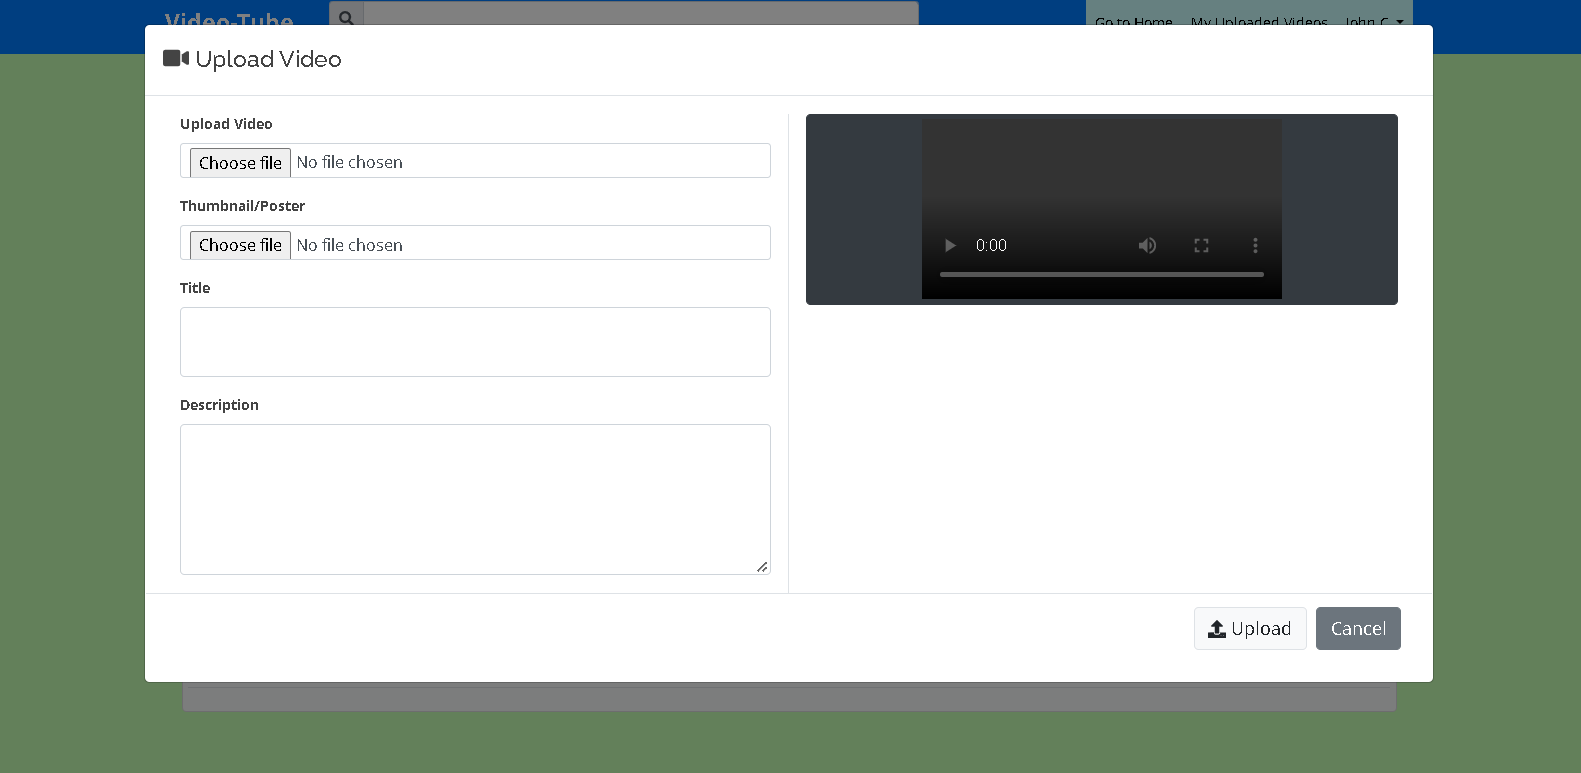 Video-Tube
Go to Home My Uploaded Videos John C
Upload Video
Upload Video
Choose file No file chosen
Thumbnail/Poster
Choose file No file chosen
Title
Description
0:00
Upload Cancel